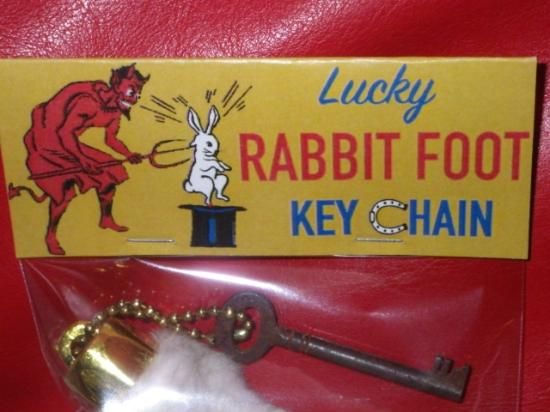 Lucky
RABBIT FOOT
KEY CHAIN